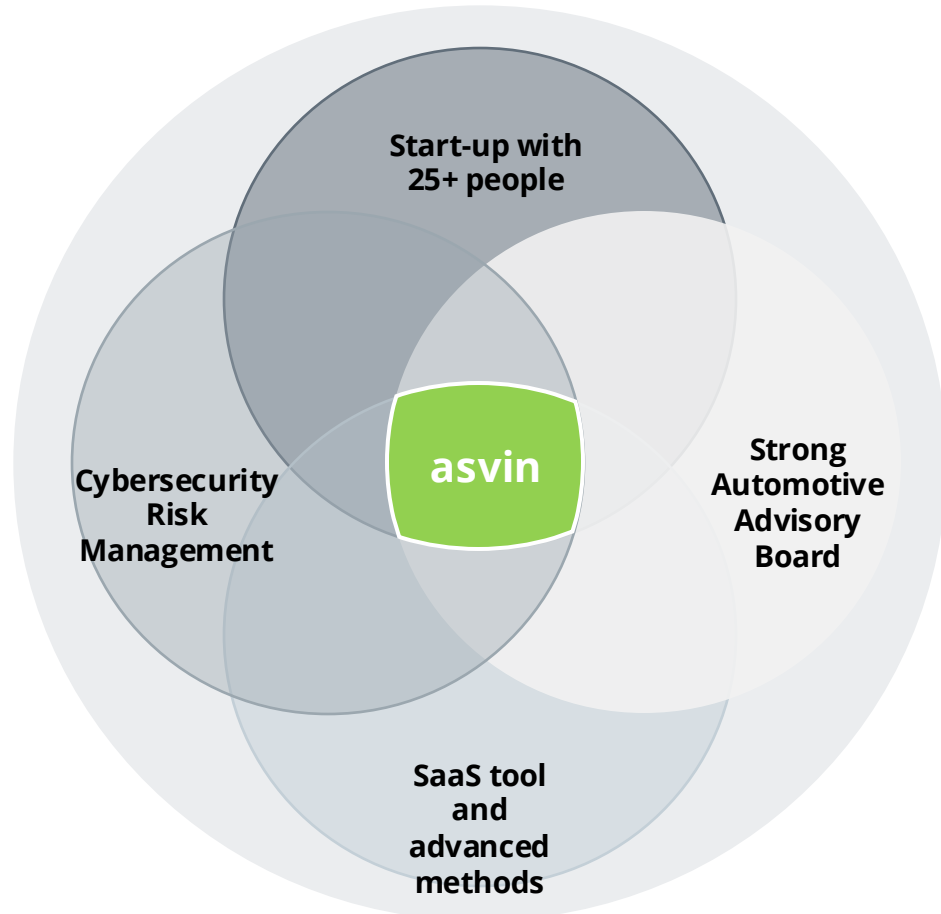 Start-up with
25+ people
Cybersecurity
Risk
Management
asvin
Strong
Automotive
Advisory
Board
SaaS tool
and
advanced
methods